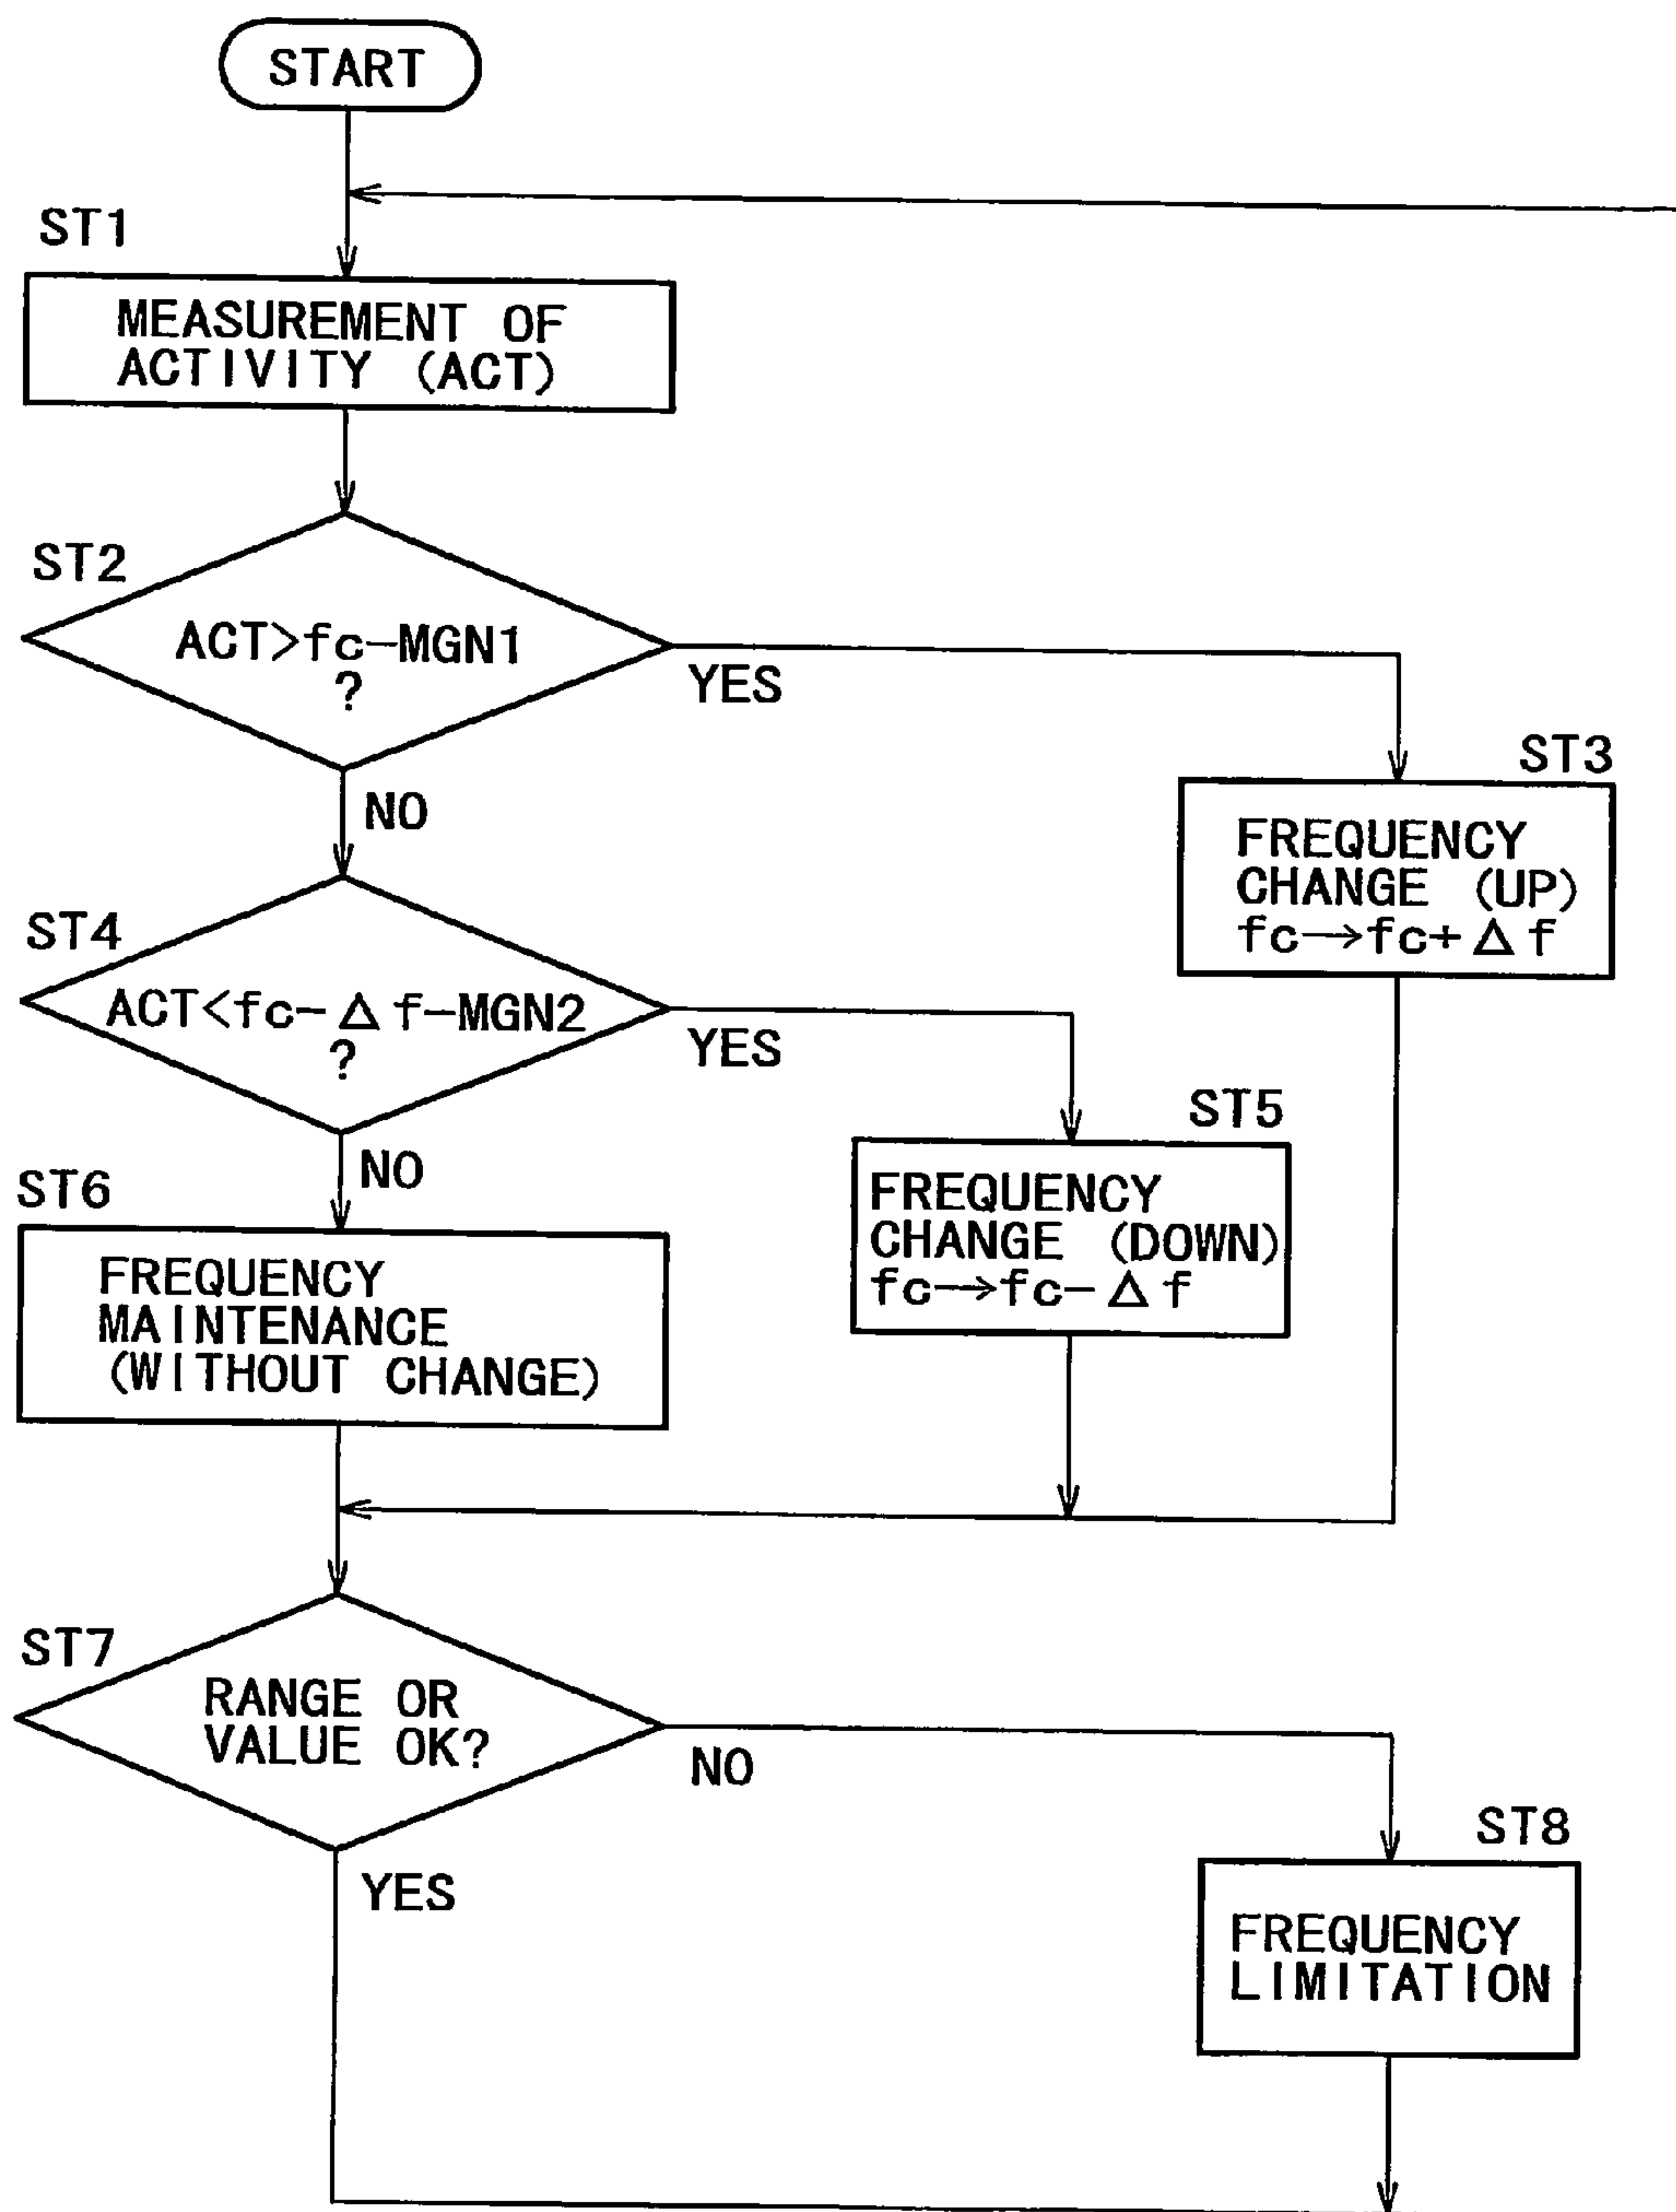 START
ST1
MEASUREMENT OF
ACTIVITY (ACT)
ST2
ACT>fc-MGN1
?
YES
NO
ST3
FREQUENCY
CHANGE (UP)
fc→fc+Δf
ST4
ACT<fc-Δf-MGN2
?
YES
NO
ST5
FREQUENCY
CHANGE (DOWN)
fc→fc-Δf
ST6
FREQUENCY
MAINTENANCE
(WITHOUT CHANGE)
ST7
RANGE OR
VALUE OK?
NO
YES
ST8
FREQUENCY
LIMITATION